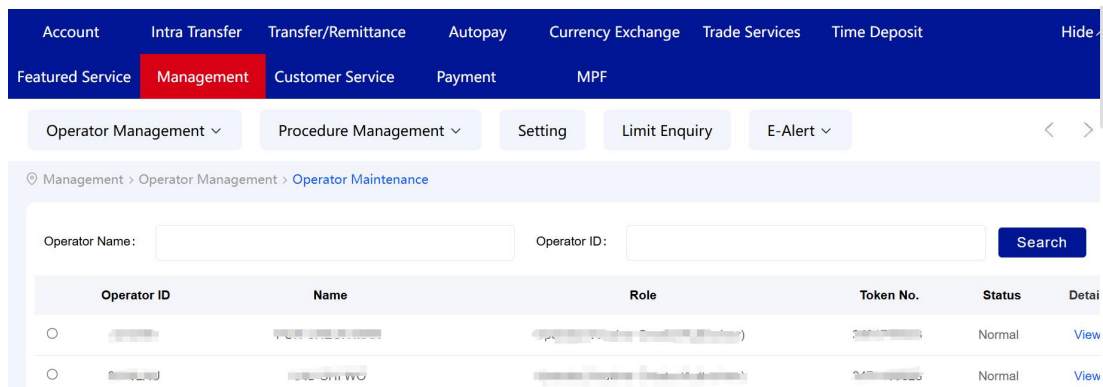 Account Intra Transfer Transfer/Remittance Autopay Currency Exchange Trade Services Time Deposit Hide
Featured Service Management Customer Service Payment MPF
Operator Management Procedure Management Setting Limit Enquiry E-Alert
Management > Operator Management > Operator Maintenance
Operator Name: Operator ID: Search
Operator ID Name Role Token No. Status Detai
Normal View
Normal View